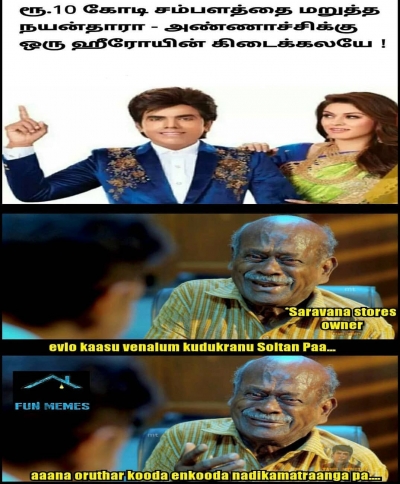 ரூ.10 கோடி சம்பளத்தை மறுத்த
நயன்தாரா - அண்ணாச்சிக்கு
ஒரு ஹீரோயின் கிடைக்கலயே !
*Saravana stores
owner
evlo kaasu venalum kudukranu Soltan Paa...
FUN MEMES
aaana oruthar kooda enkooda nadikamatraanga pa....